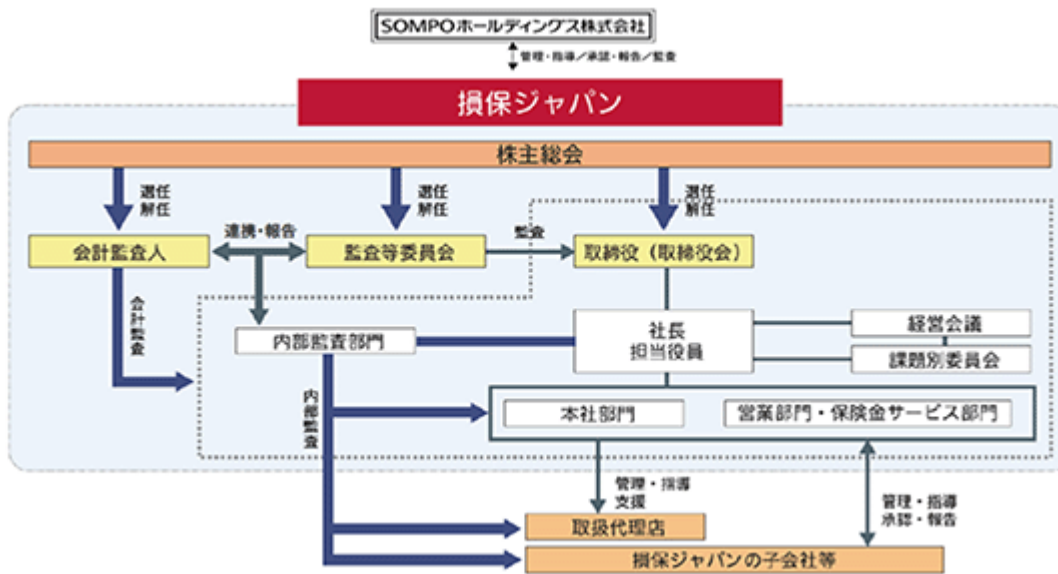 SOMPOホールディングス株式会社
管理・指導／承認・報告／監査
損保ジャパン
株主総会
選任
解任
選任
解任
選任
解任
連携・報告
監査
会計監査人
監査等委員会
取締役（取締役会）
会計監査
内部監査部門
社長
担当役員
経営会議
課題別委員会
内部監査
本社部門
営業部門・保険金サービス部門
管理・指導
支援
管理・指導
承認・報告
取扱代理店
損保ジャパンの子会社等